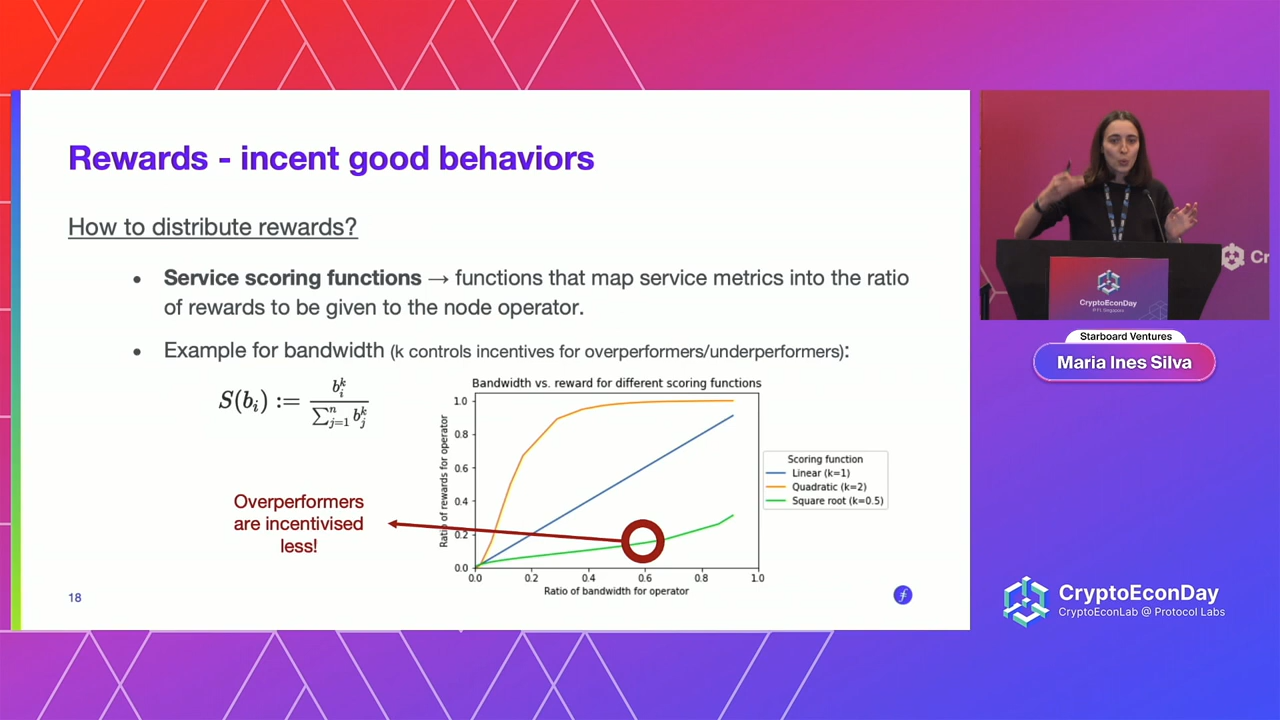 Rewards - incent good behaviors
How to distribute rewards?
• Service scoring functions → functions that map service metrics into the ratio
of rewards to be given to the node operator.
• Example for bandwidth (k controls incentives for overperformers/underperformers):
S(b_i) := b_i^k / ∑_{j=1}^n b_j^k
Overperformers
are incentivised
less!
Bandwidth vs. reward for different scoring functions
Ratio of rewards for operator
1.0
0.8
0.6
0.4
0.2
0.0
0.0 0.2 0.4 0.6 0.8 1.0
Ratio of bandwidth for operator
Scoring function
Linear (k=1)
Quadratic (k=2)
Square root (k=0.5)
18
CryptoEconDay
Cr
Starboard Ventures
Maria Ines Silva
CryptoEconDay
CryptoEconLab @ Protocol Labs